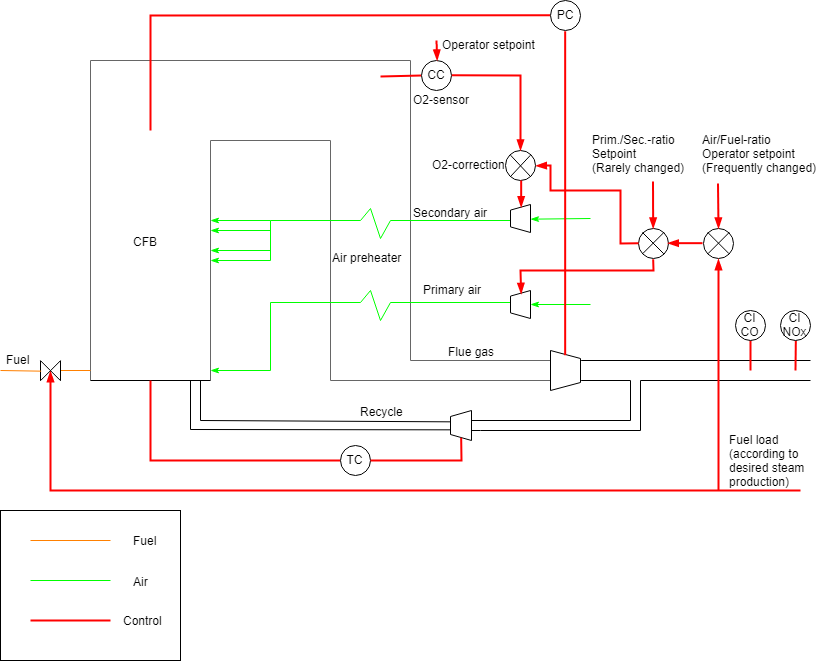 PC
Operator setpoint
CC
O2-sensor
Prim./Sec.-ratio
Setpoint
(Rarely changed)
Air/Fuel-ratio
Operator setpoint
(Frequently changed)
O2-correction
Secondary air
CFB
Air preheater
Primary air
CI
CO
CI
NOx
Flue gas
Fuel
Recycle
TC
Fuel load
(according to
desired steam
production)
Fuel
Air
Control